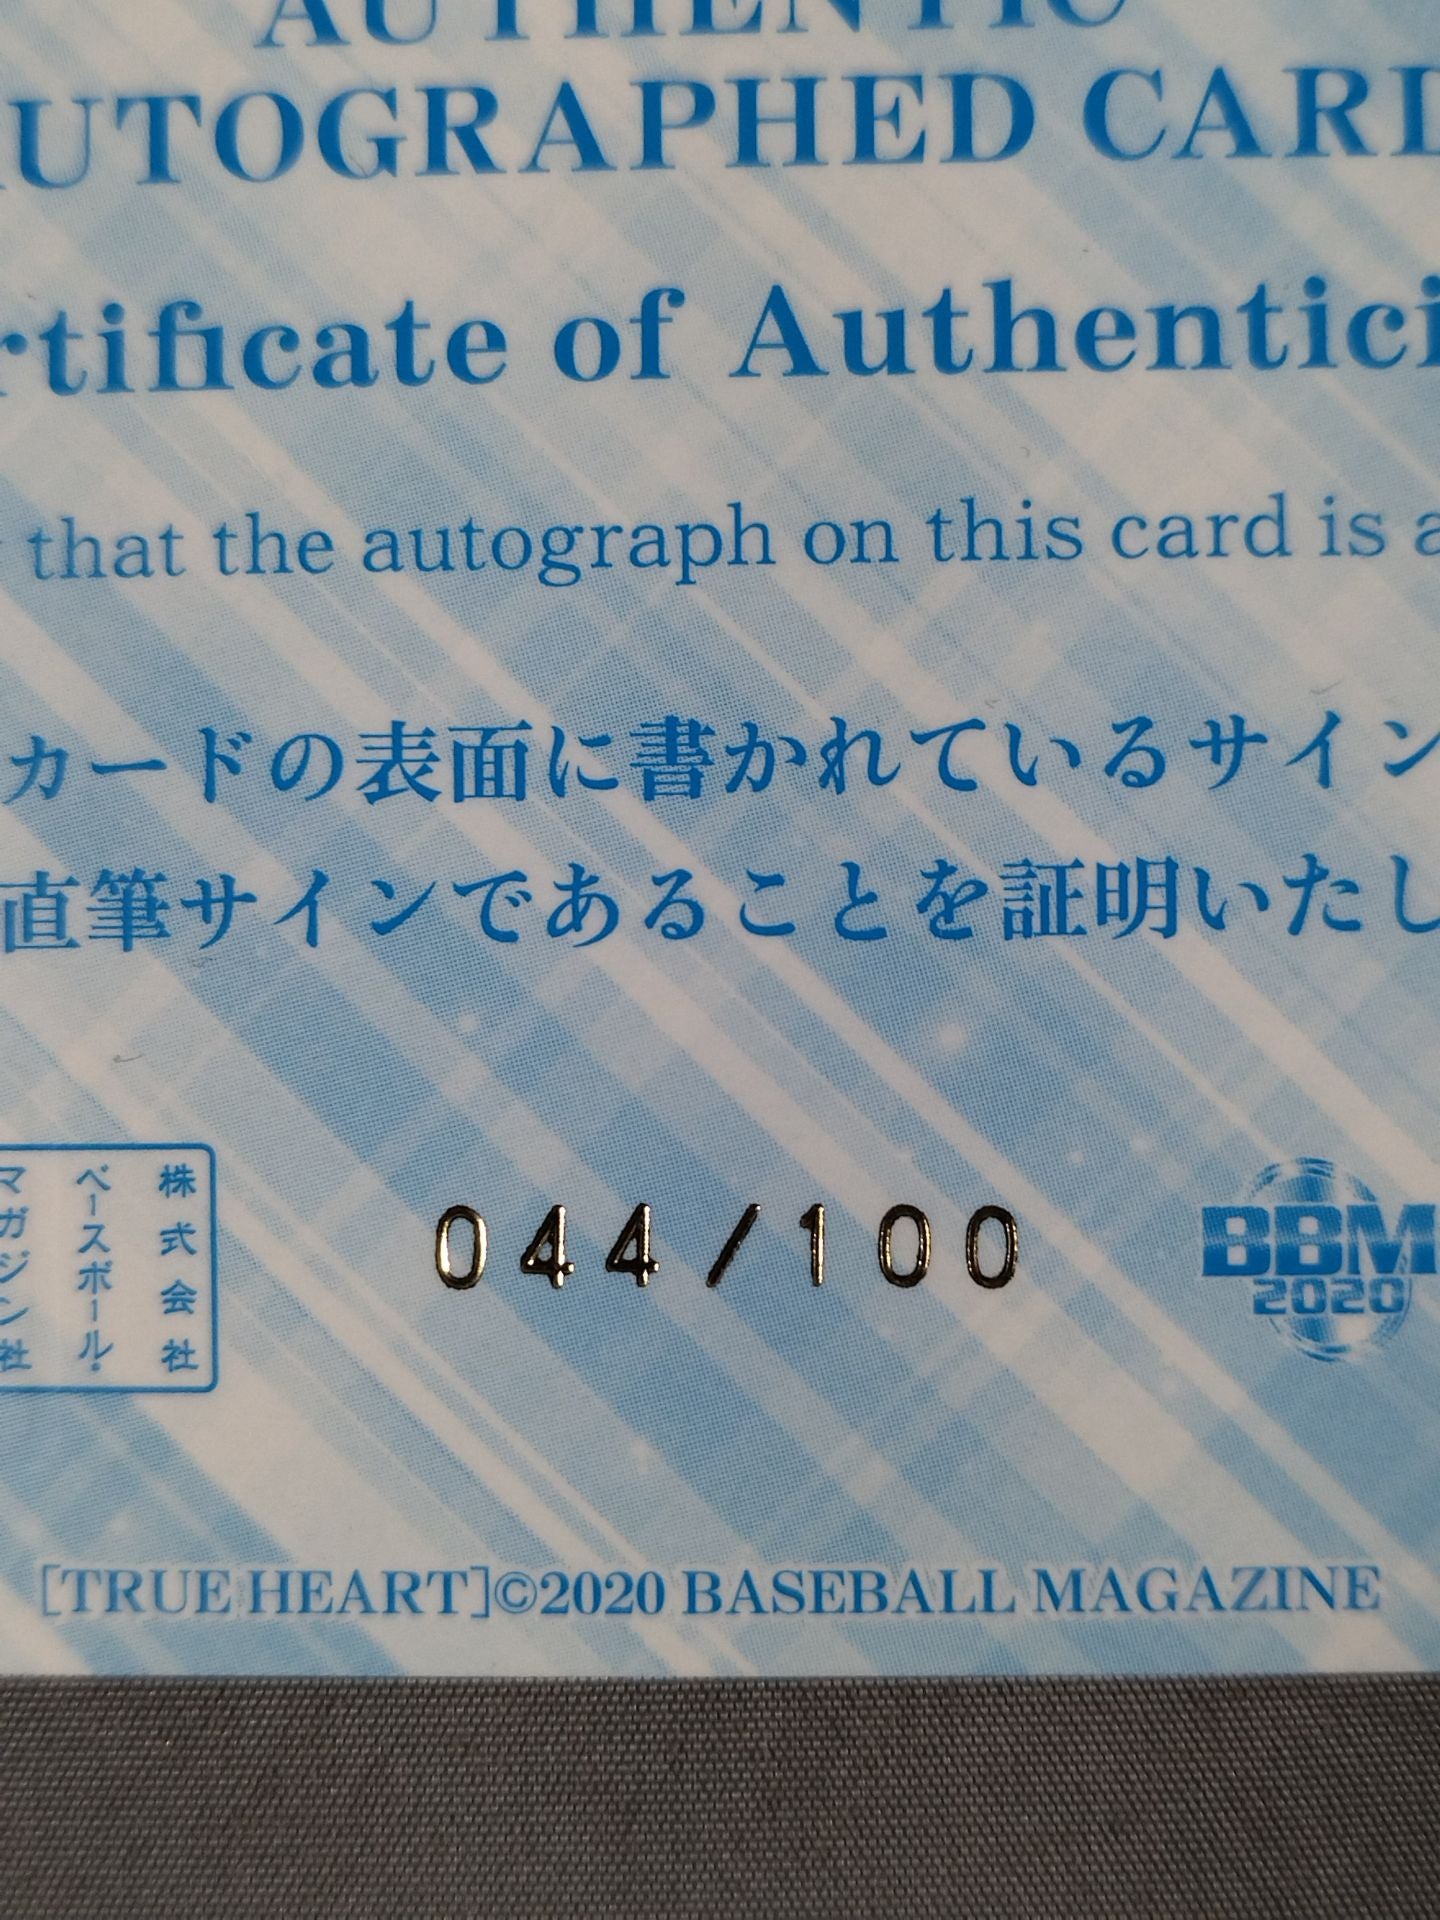 AUTHENTIC
AUTOGRAPHED CARD
rtificate of Authentici
that the autograph on this card is a
カードの表面に書かれているサイン
直筆サインであることを証明いたし
株式会社
ベースボール・
マガジン社
044/100
BBM
2020
[TRUE HEART]©2020 BASEBALL MAGAZINE